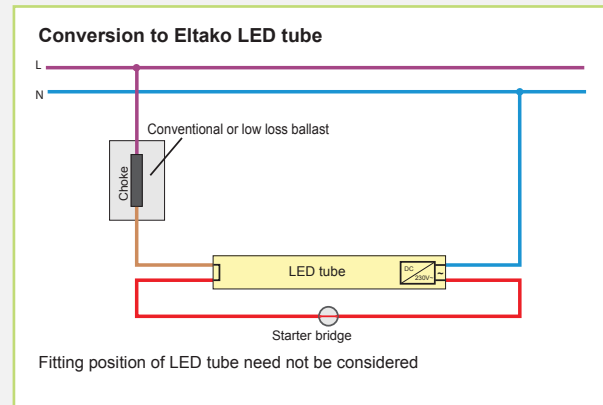 Conversion to Eltako LED tube
L
N
Conventional or low loss ballast
Choke
LED tube
DC
230V~
~
Starter bridge
Fitting position of LED tube need not be considered